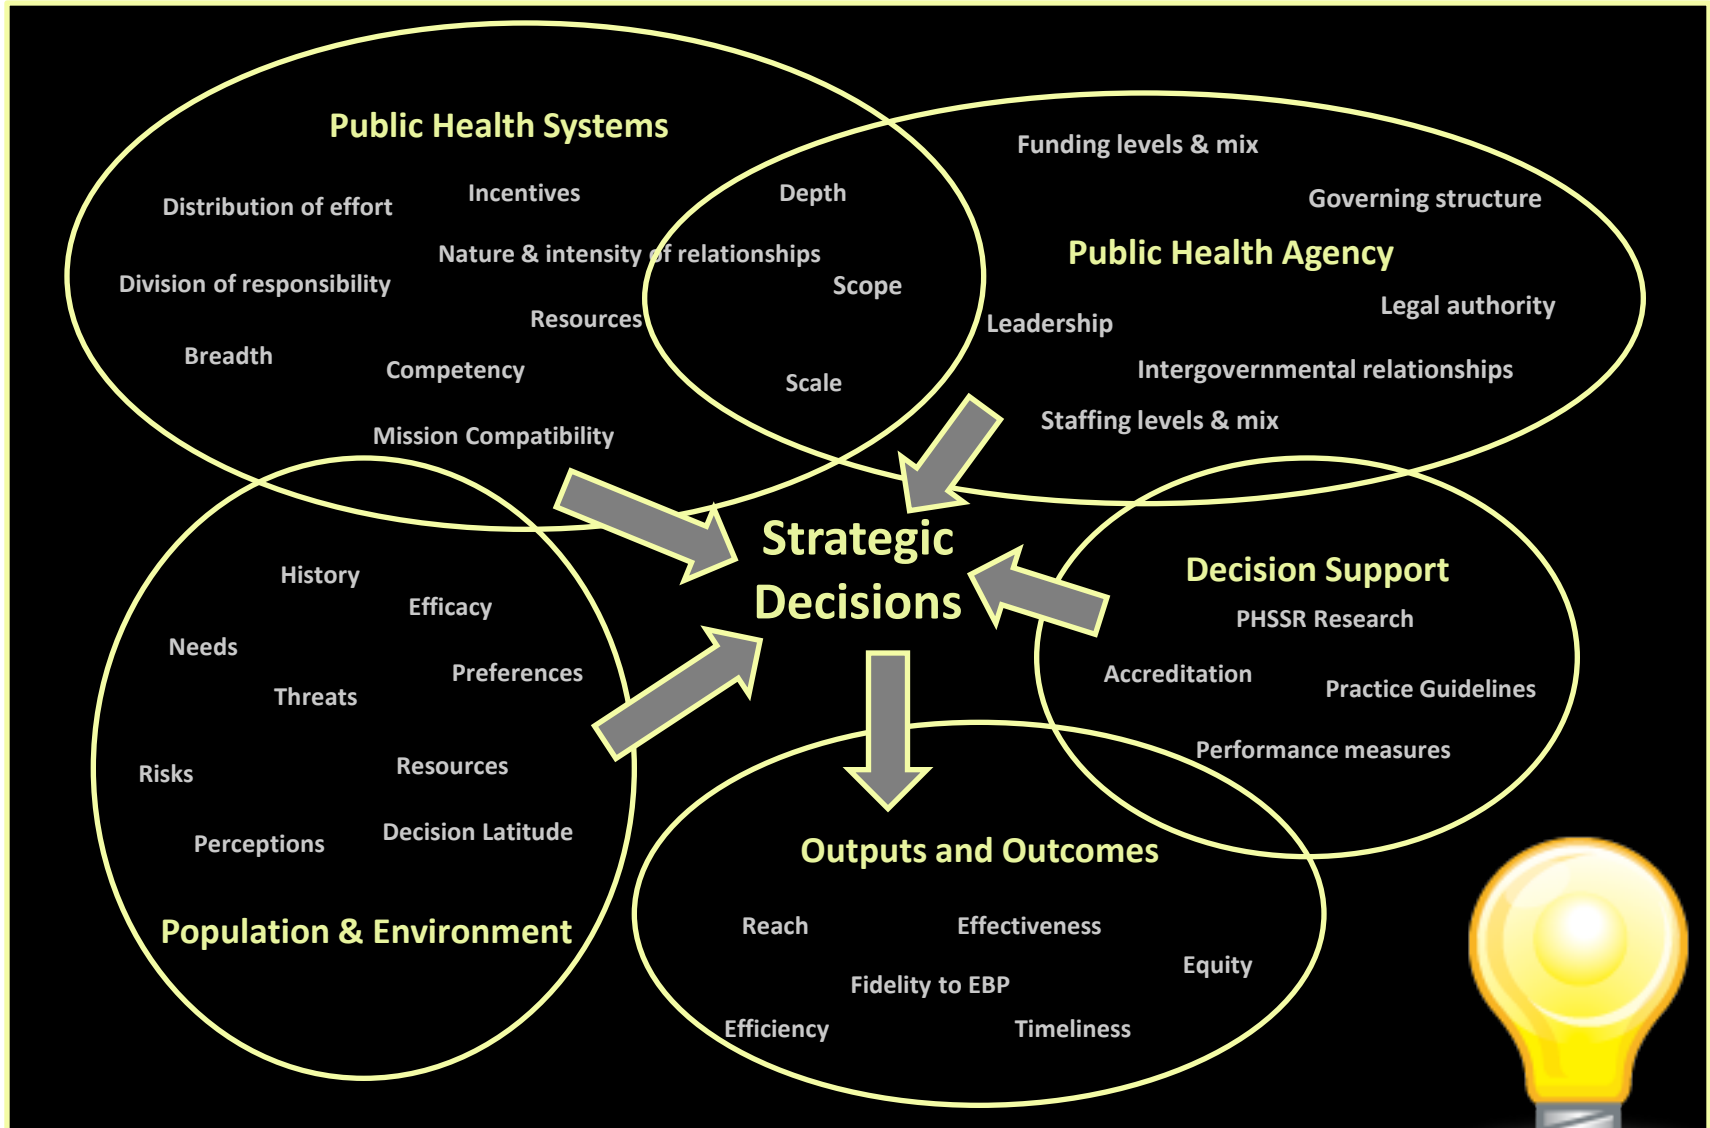 Public Health Systems
Distribution of effort
Incentives
Depth
Nature & intensity of relationships
Division of responsibility
Scope
Resources
Breadth
Competency
Scale
Mission Compatibility
Funding levels & mix
Governing structure
Public Health Agency
Legal authority
Leadership
Intergovernmental relationships
Staffing levels & mix
Strategic
Decisions
Decision Support
PHSSR Research
Accreditation
Practice Guidelines
Performance measures
History
Efficacy
Needs
Preferences
Threats
Risks
Resources
Perceptions
Decision Latitude
Population & Environment
Outputs and Outcomes
Reach
Effectiveness
Equity
Fidelity to EBP
Efficiency
Timeliness